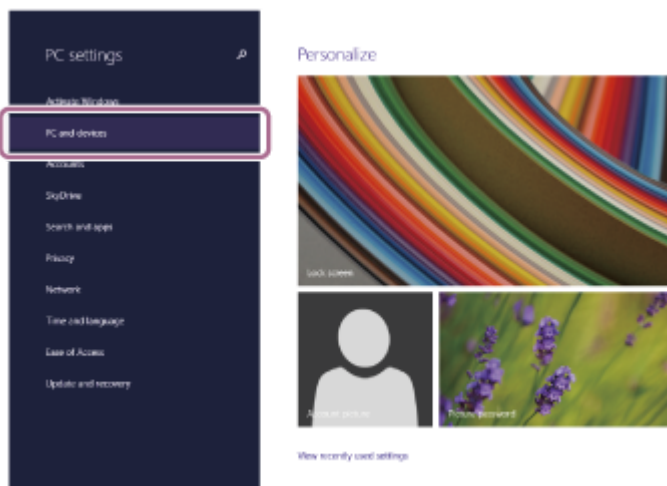 PC settings
Activate Windows
PC and devices
Accounts
SkyDrive
Search and apps
Privacy
Network
Time and language
Ease of Access
Update and recovery
Personalize
Lock screen
Account picture
Picture password
View recently used settings